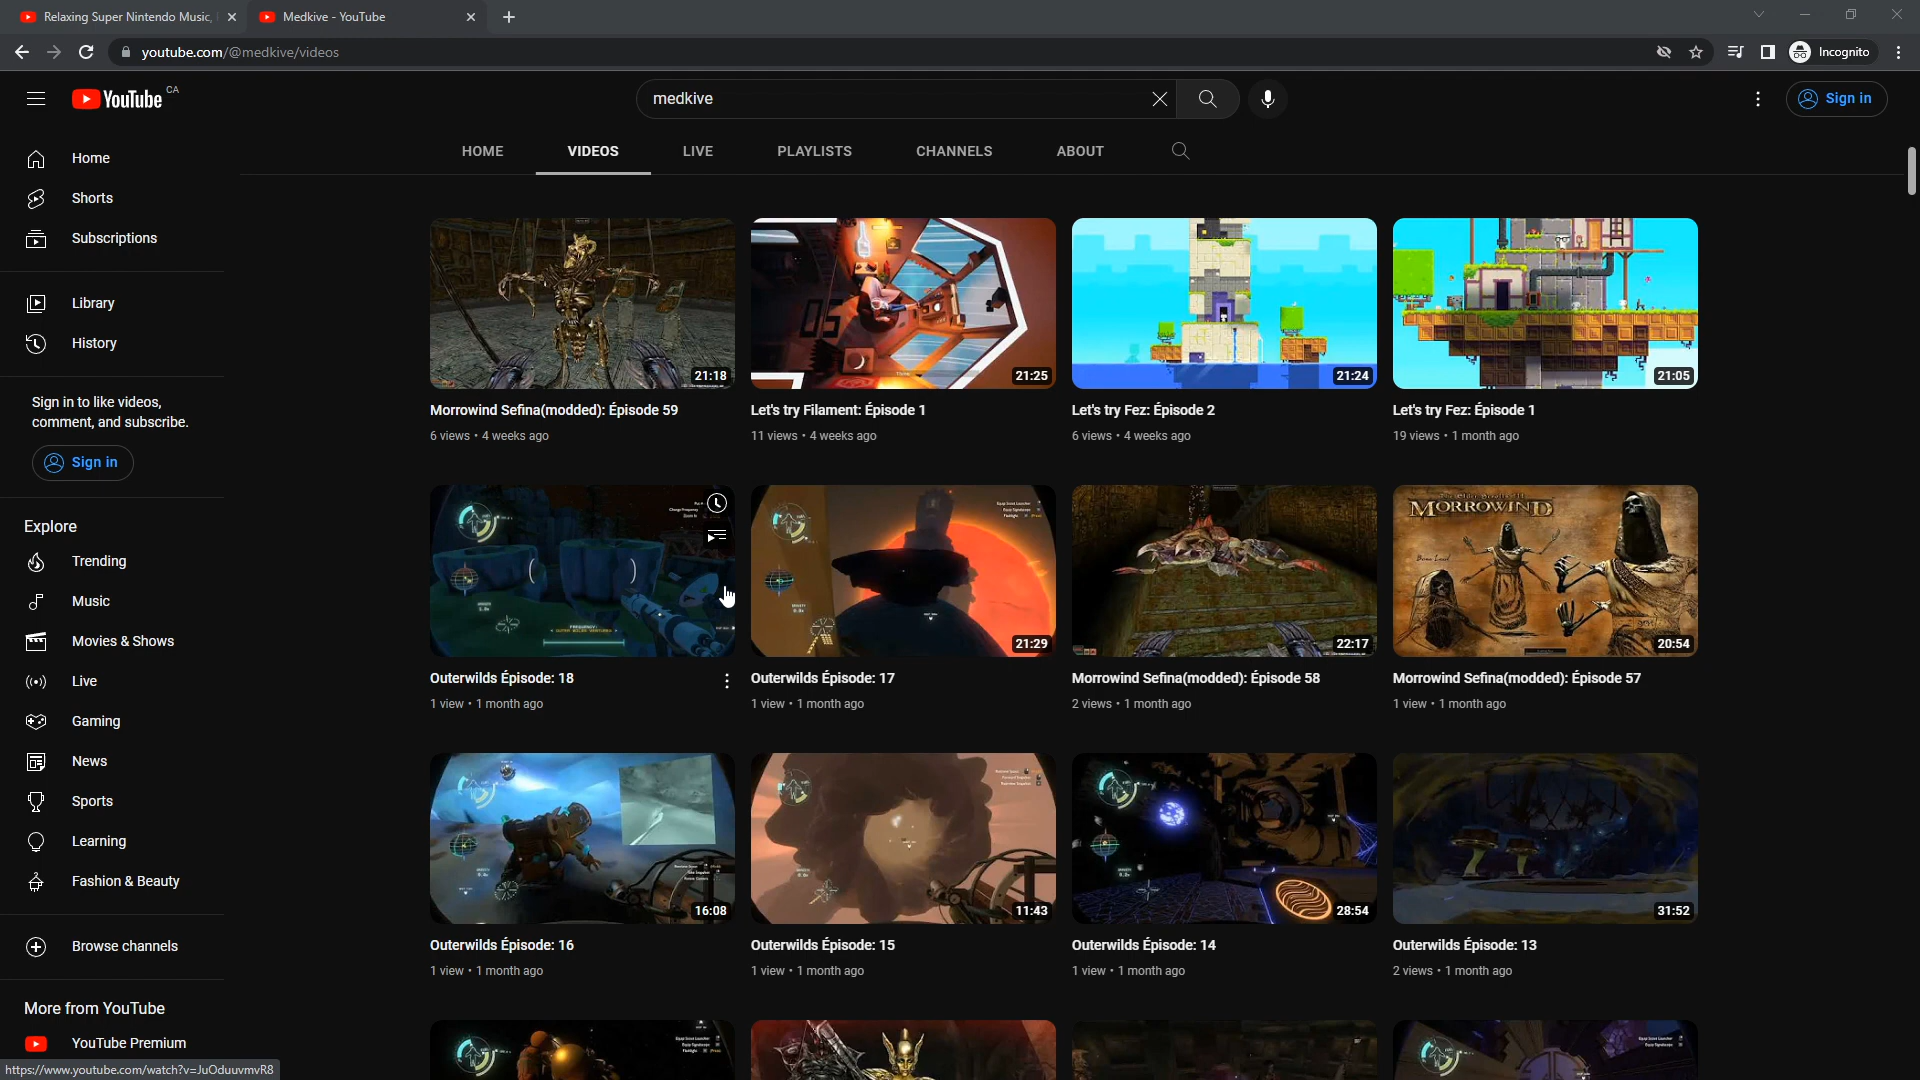 Relaxing Super Nintendo Music,
Medkive - YouTube
youtube.com/@medkive/videos
Incognito
YouTube CA
medkive
Sign in
HOME VIDEOS LIVE PLAYLISTS CHANNELS ABOUT
Home
Shorts
Subscriptions
Library
History
Sign in to like videos,
comment, and subscribe.
Sign in
Explore
Trending
Music
Movies & Shows
Live
Gaming
News
Sports
Learning
Fashion & Beauty
Browse channels
More from YouTube
YouTube Premium
https://www.youtube.com/watch?v=JuOduuvmvR8
21:18
Morrowind Sefina(modded): Épisode 59
6 views • 4 weeks ago
05
21:25
Let's try Filament: Épisode 1
11 views • 4 weeks ago
21:24
Let's try Fez: Épisode 2
6 views • 4 weeks ago
21:05
Let's try Fez: Épisode 1
19 views • 1 month ago
Outerwilds Épisode: 18
1 view • 1 month ago
21:29
Outerwilds Épisode: 17
1 view • 1 month ago
22:17
Morrowind Sefina(modded): Épisode 58
2 views • 1 month ago
The Elder Scrolls III
MORROWIND
20:54
Morrowind Sefina(modded): Épisode 57
1 view • 1 month ago
16:08
Outerwilds Épisode: 16
1 view • 1 month ago
11:43
Outerwilds Épisode: 15
1 view • 1 month ago
28:54
Outerwilds Épisode: 14
1 view • 1 month ago
31:52
Outerwilds Épisode: 13
2 views • 1 month ago